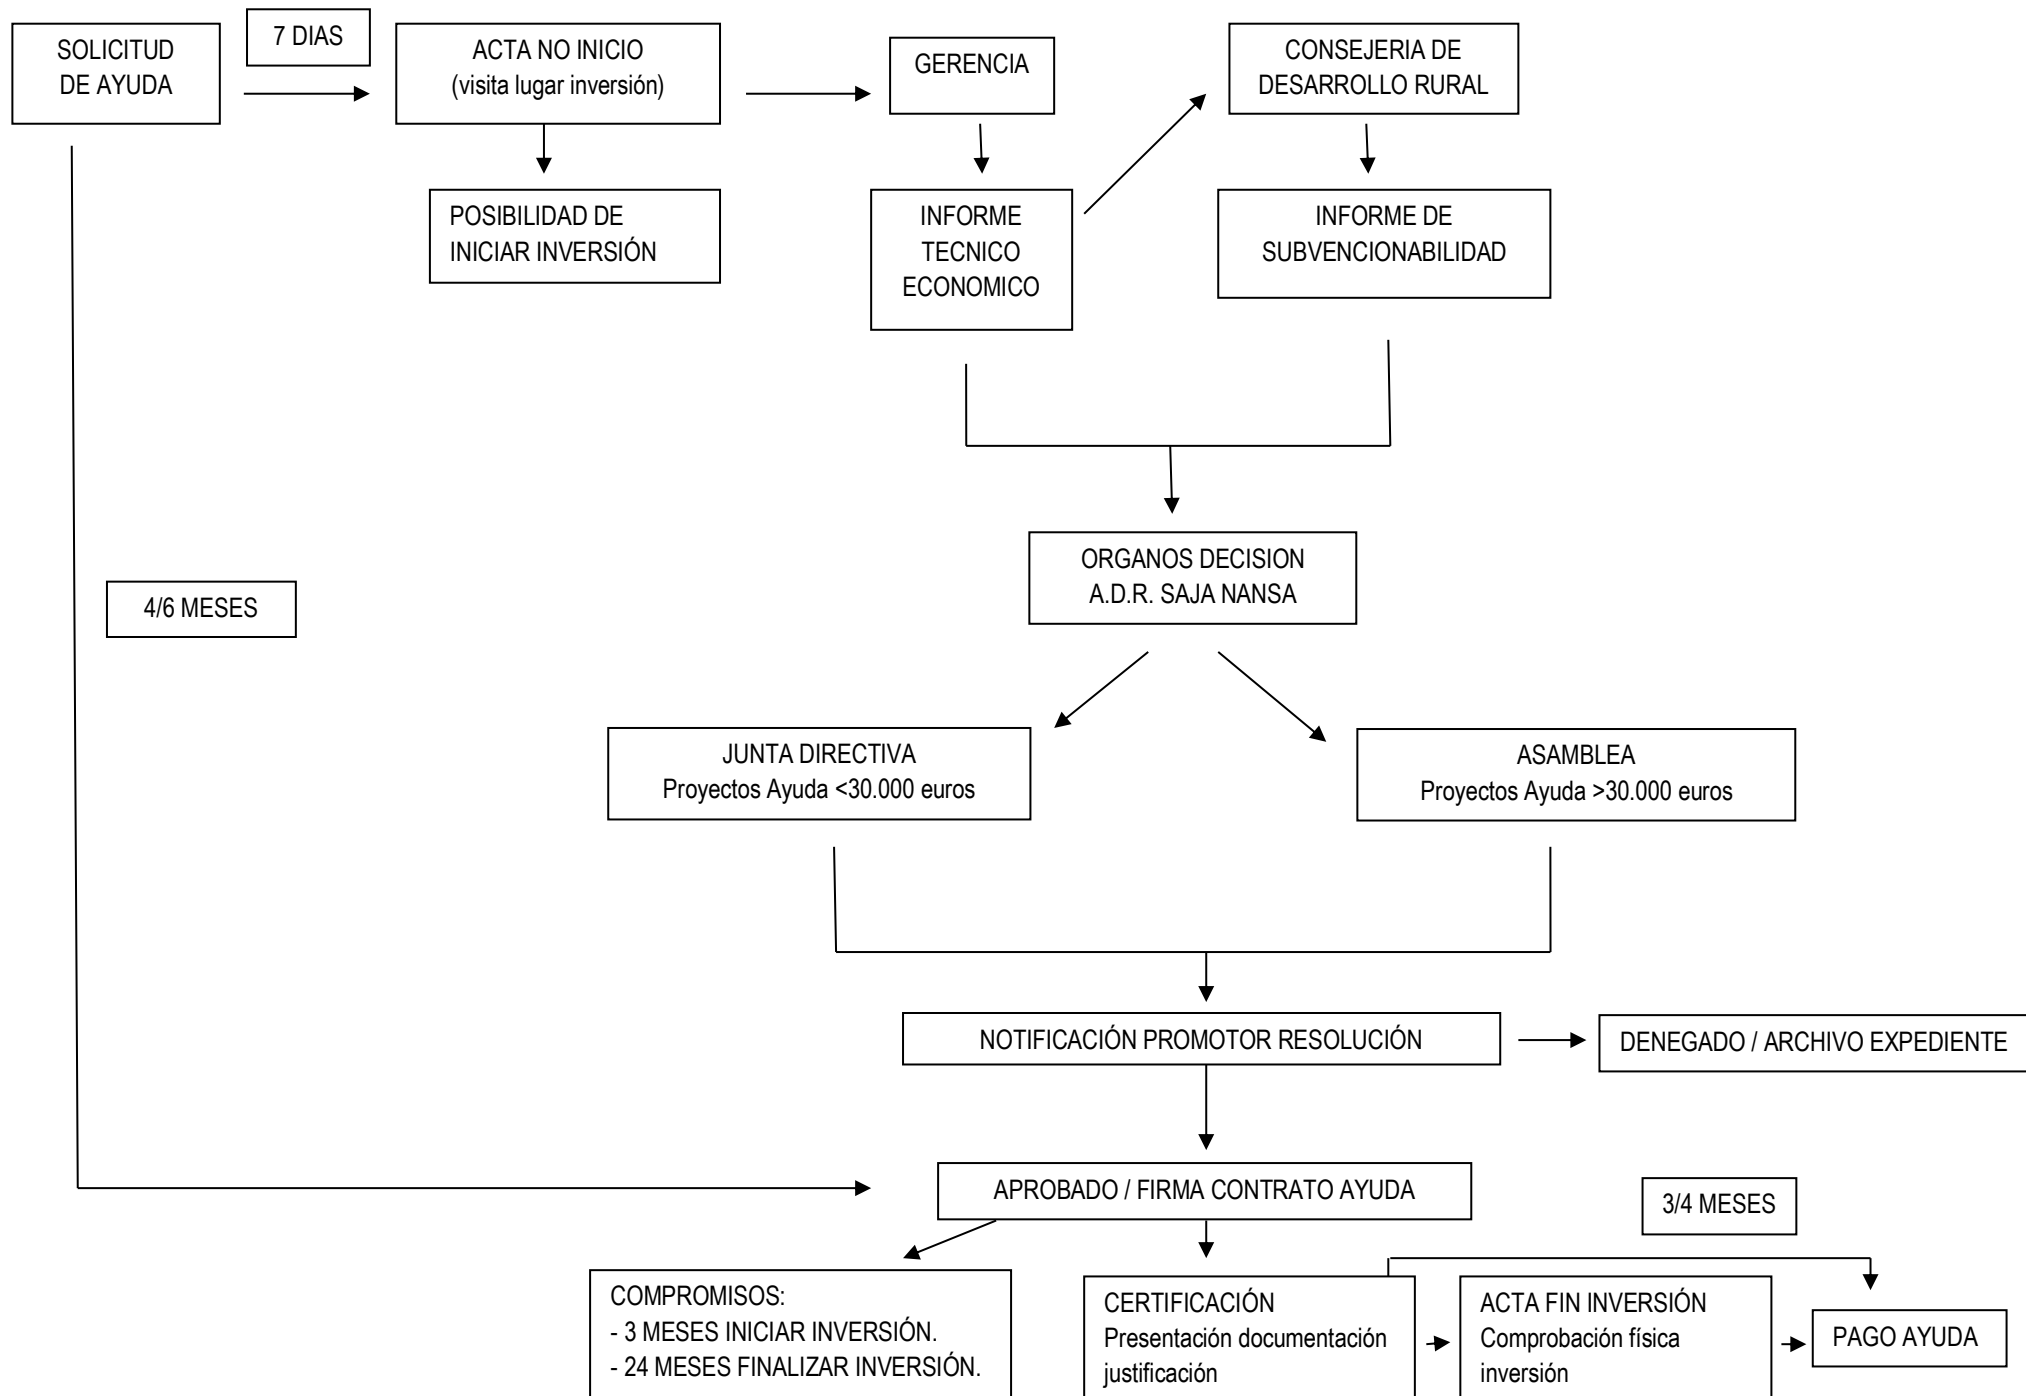 SOLICITUD
DE AYUDA
7 DIAS
ACTA NO INICIO
(visita lugar inversión)
GERENCIA
CONSEJERIA DE
DESARROLLO RURAL
POSIBILIDAD DE
INICIAR INVERSIÓN
INFORME
TECNICO
ECONOMICO
INFORME DE
SUBVENCIONABILIDAD
ORGANOS DECISION
A.D.R. SAJA NANSA
4/6 MESES
JUNTA DIRECTIVA
Proyectos Ayuda <30.000 euros
ASAMBLEA
Proyectos Ayuda >30.000 euros
NOTIFICACIÓN PROMOTOR RESOLUCIÓN
DENEGADO / ARCHIVO EXPEDIENTE
APROBADO / FIRMA CONTRATO AYUDA
3/4 MESES
COMPROMISOS:
- 3 MESES INICIAR INVERSIÓN.
- 24 MESES FINALIZAR INVERSIÓN.
CERTIFICACIÓN
Presentación documentación
justificación
ACTA FIN INVERSIÓN
Comprobación física
inversión
PAGO AYUDA